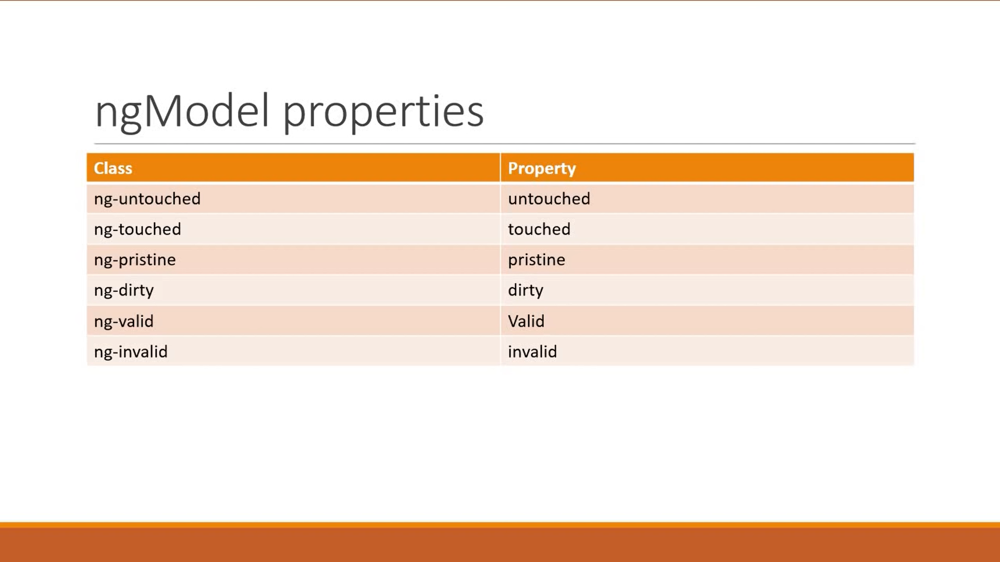 ngModel properties
Class Property
ng-untouched untouched
ng-touched touched
ng-pristine pristine
ng-dirty dirty
ng-valid Valid
ng-invalid invalid